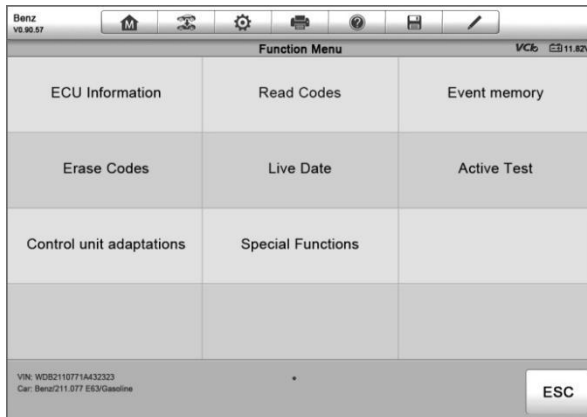 Benz
V0.90.57
Function Menu VCI 11.82V
ECU Information Read Codes Event memory
Erase Codes Live Date Active Test
Control unit adaptations Special Functions
VIN: WDB2110771A432323
Car: Benz/211.077 E63/Gasoline
ESC